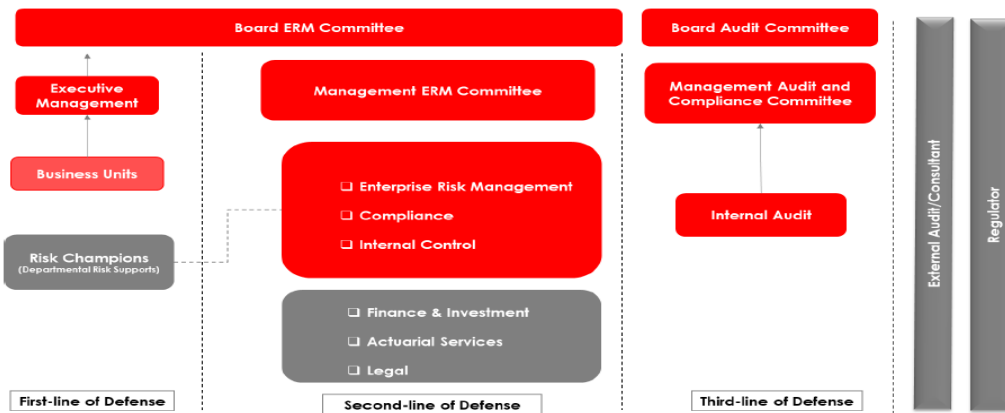 Board ERM Committee
Board Audit Committee
Executive
Management
Management ERM Committee
Management Audit and
Compliance Committee
Business Units
❑ Enterprise Risk Management
❑ Compliance
❑ Internal Control
Internal Audit
Risk Champions
(Departmental Risk Supports)
❑ Finance & Investment
❑ Actuarial Services
❑ Legal
First-line of Defense
Second-line of Defense
Third-line of Defense
External Audit/Consultant
Regulator